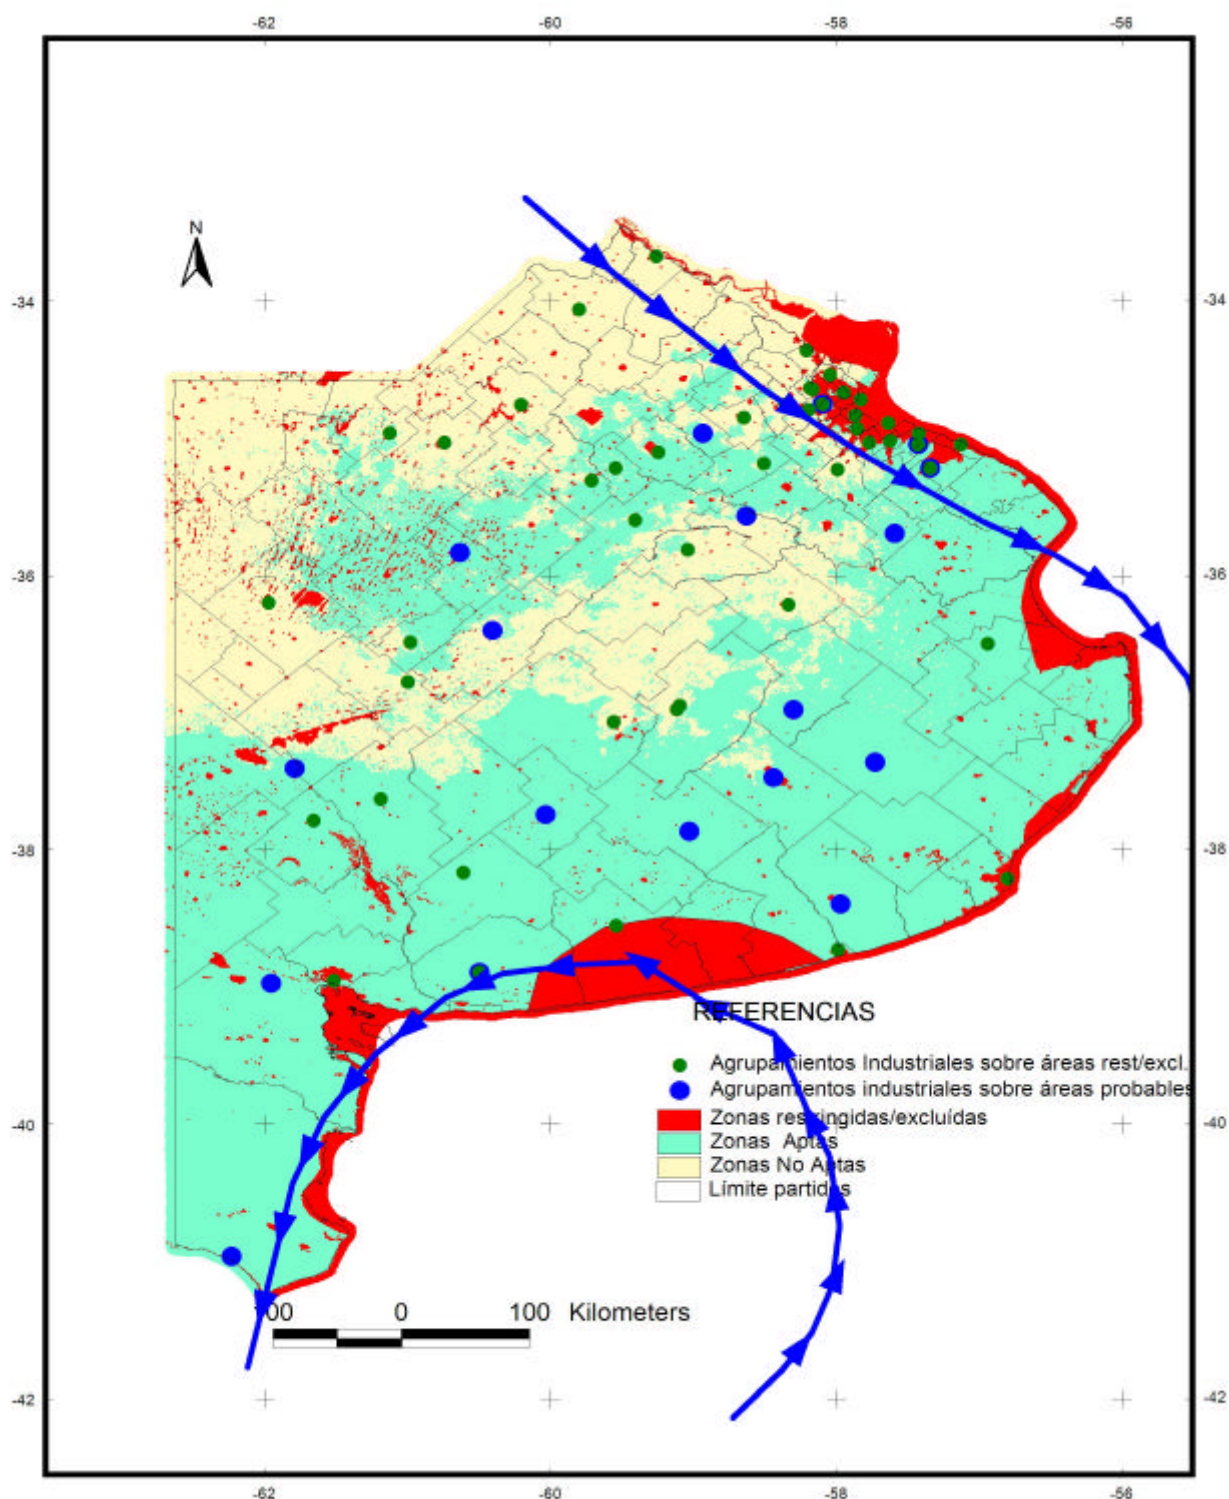 -62 -60 -58 -56
N
-34 -34
-36 -36
-38 -38
REFERENCIAS
Agrupamientos Industriales sobre áreas rest/excl.
Agrupamientos industriales sobre áreas probables
Zonas restringidas/excluídas
-40 -40
Zonas Aptas
Zonas No Aptas
Límite partidos
100 0 100 Kilometers
-42 -42
-62 -60 -58 -56